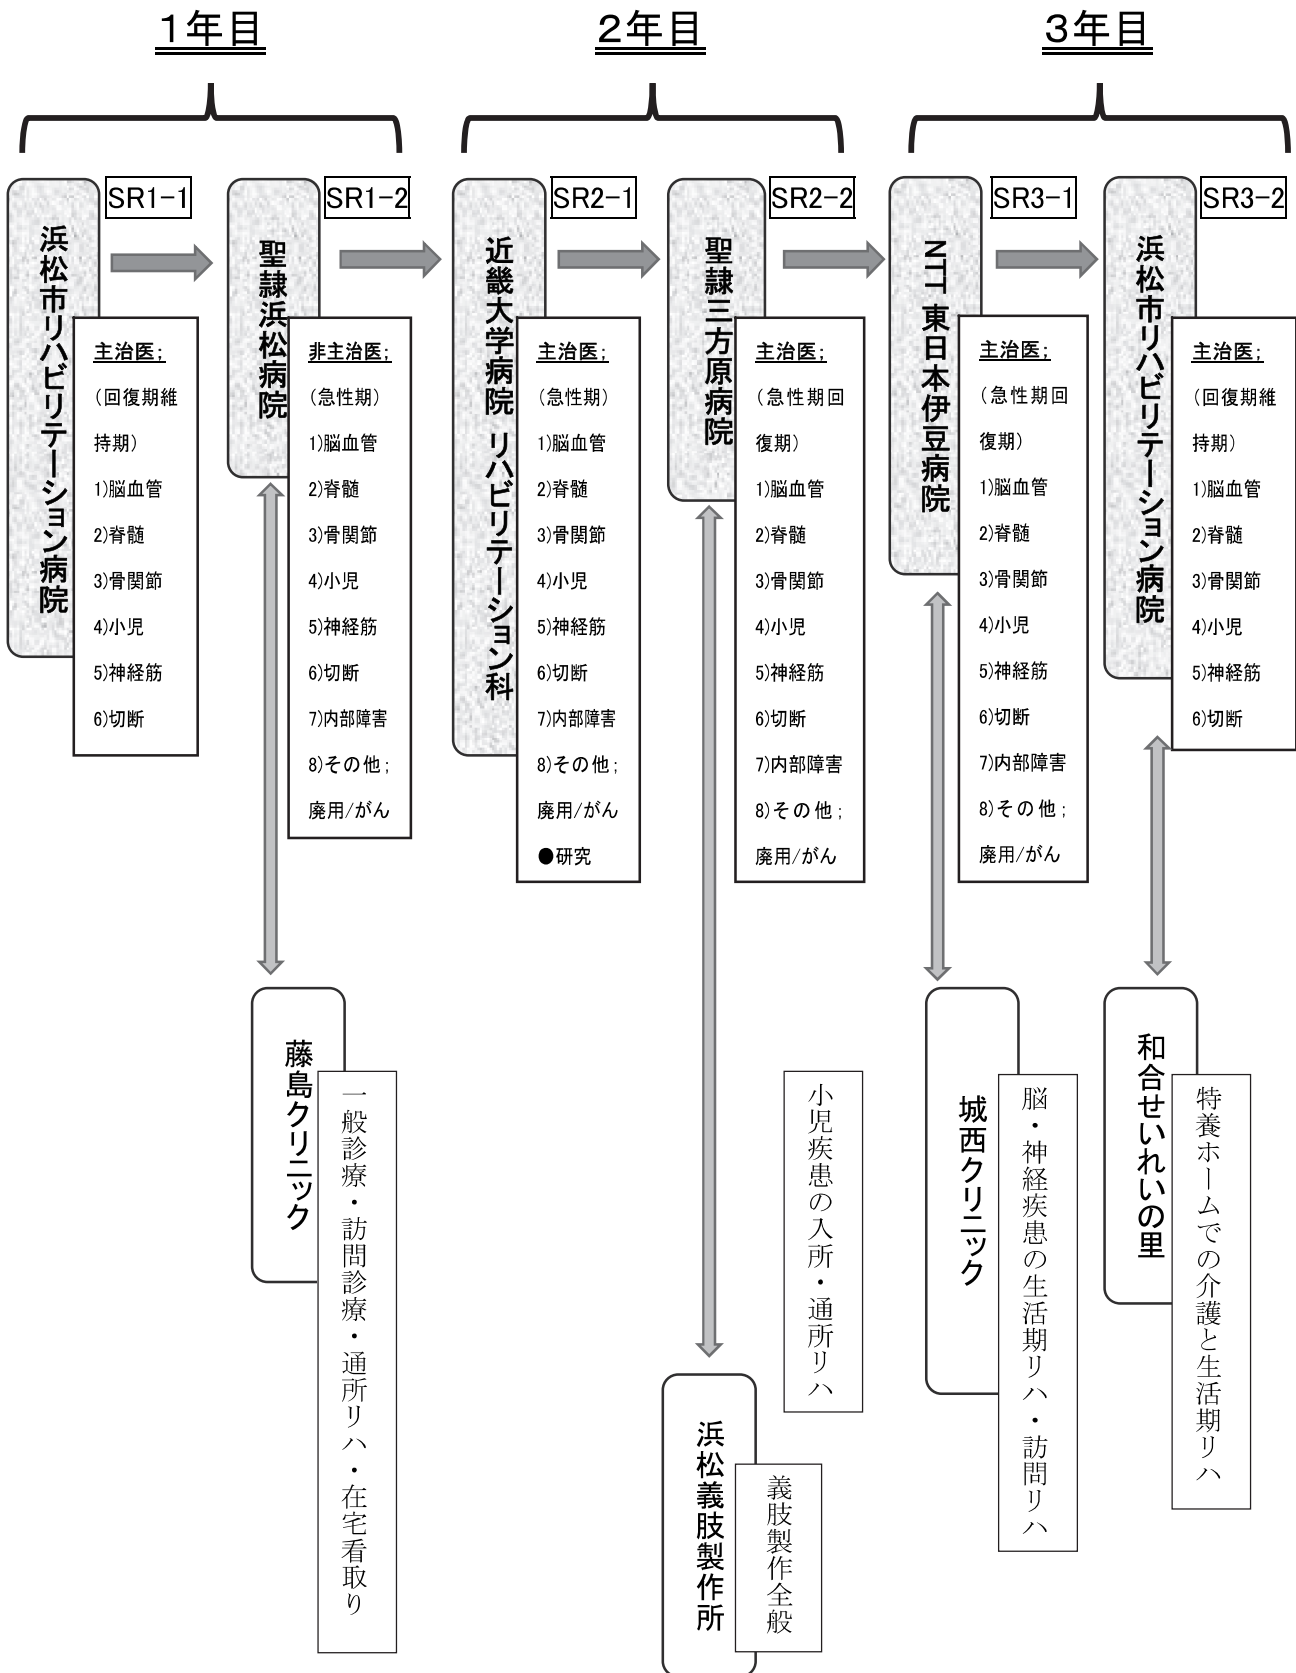 1年目
2年目
3年目
浜松市リハビリテーション病院
SR1-1
主治医;
(回復期維
持期)
1)脳血管
2)脊髄
3)骨関節
4)小児
5)神経筋
6)切断
聖隷浜松病院
SR1-2
非主治医;
(急性期)
1)脳血管
2)脊髄
3)骨関節
4)小児
5)神経筋
6)切断
7)内部障害
8)その他;
廃用/がん
近畿大学病院 リハビリテーション科
SR2-1
主治医;
(急性期)
1)脳血管
2)脊髄
3)骨関節
4)小児
5)神経筋
6)切断
7)内部障害
8)その他;
廃用/がん
●研究
聖隷三方原病院
SR2-2
主治医;
(急性期回
復期)
1)脳血管
2)脊髄
3)骨関節
4)小児
5)神経筋
6)切断
7)内部障害
8)その他;
廃用/がん
NTT 東日本伊豆病院
SR3-1
主治医;
(急性期回
復期)
1)脳血管
2)脊髄
3)骨関節
4)小児
5)神経筋
6)切断
7)内部障害
8)その他;
廃用/がん
浜松市リハビリテーション病院
SR3-2
主治医;
(回復期維
持期)
1)脳血管
2)脊髄
3)骨関節
4)小児
5)神経筋
6)切断
藤島クリニック
一般診療・訪問診療・通所リハ・在宅看取り
小児疾患の入所・通所リハ
浜松義肢製作所
義肢製作全般
城西クリニック
脳・神経疾患の生活期リハ・訪問リハ
和合せいれいの里
特養ホームでの介護と生活期リハ